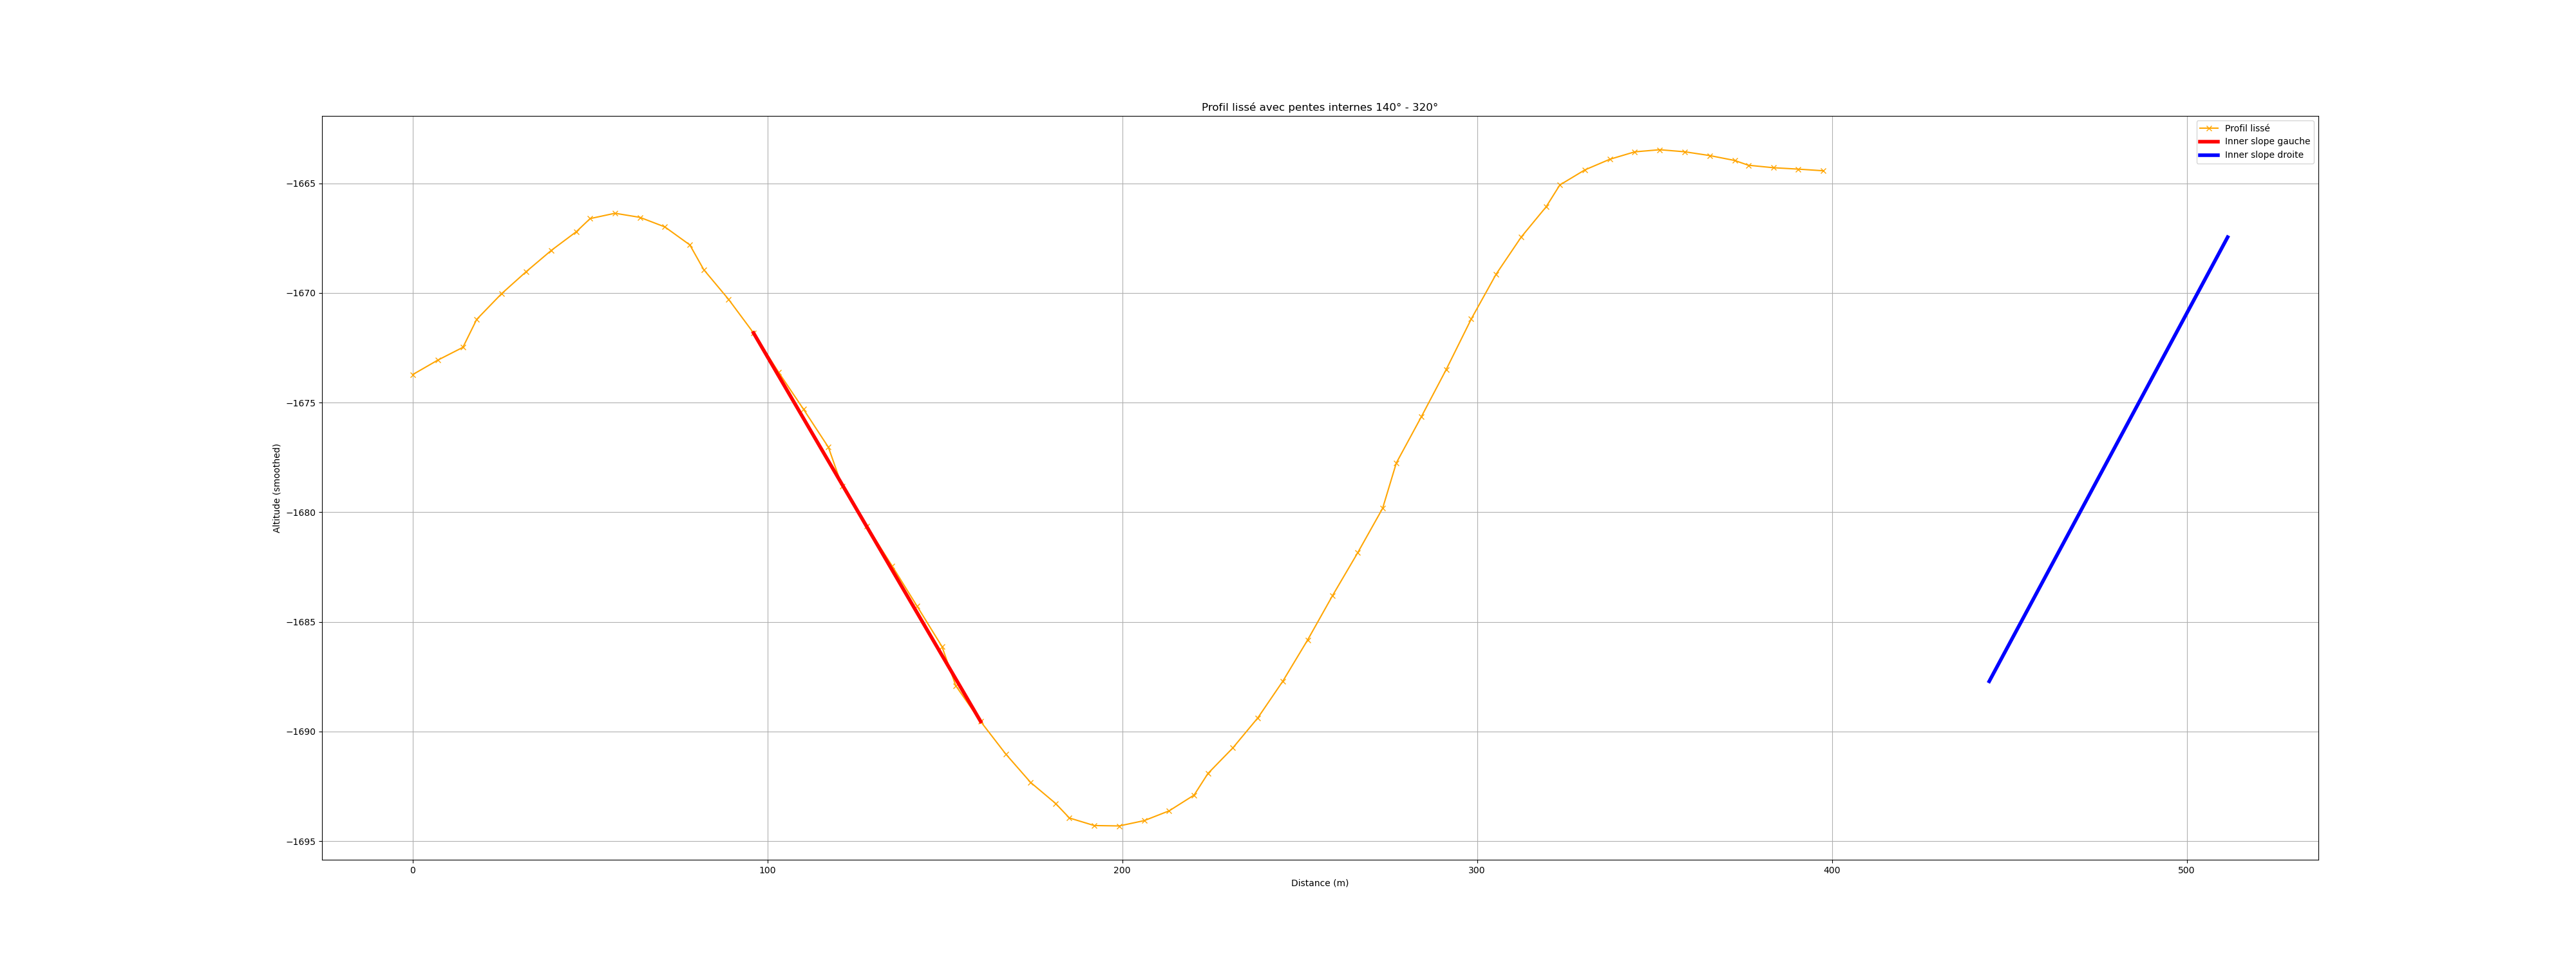 Profil lissé avec pentes internes 140° - 320°
Profil lissé
Inner slope gauche
Inner slope droite
−1665
−1670
−1675
−1680
−1685
−1690
−1695
Altitude (smoothed)
0 100 200 300 400 500
Distance (m)